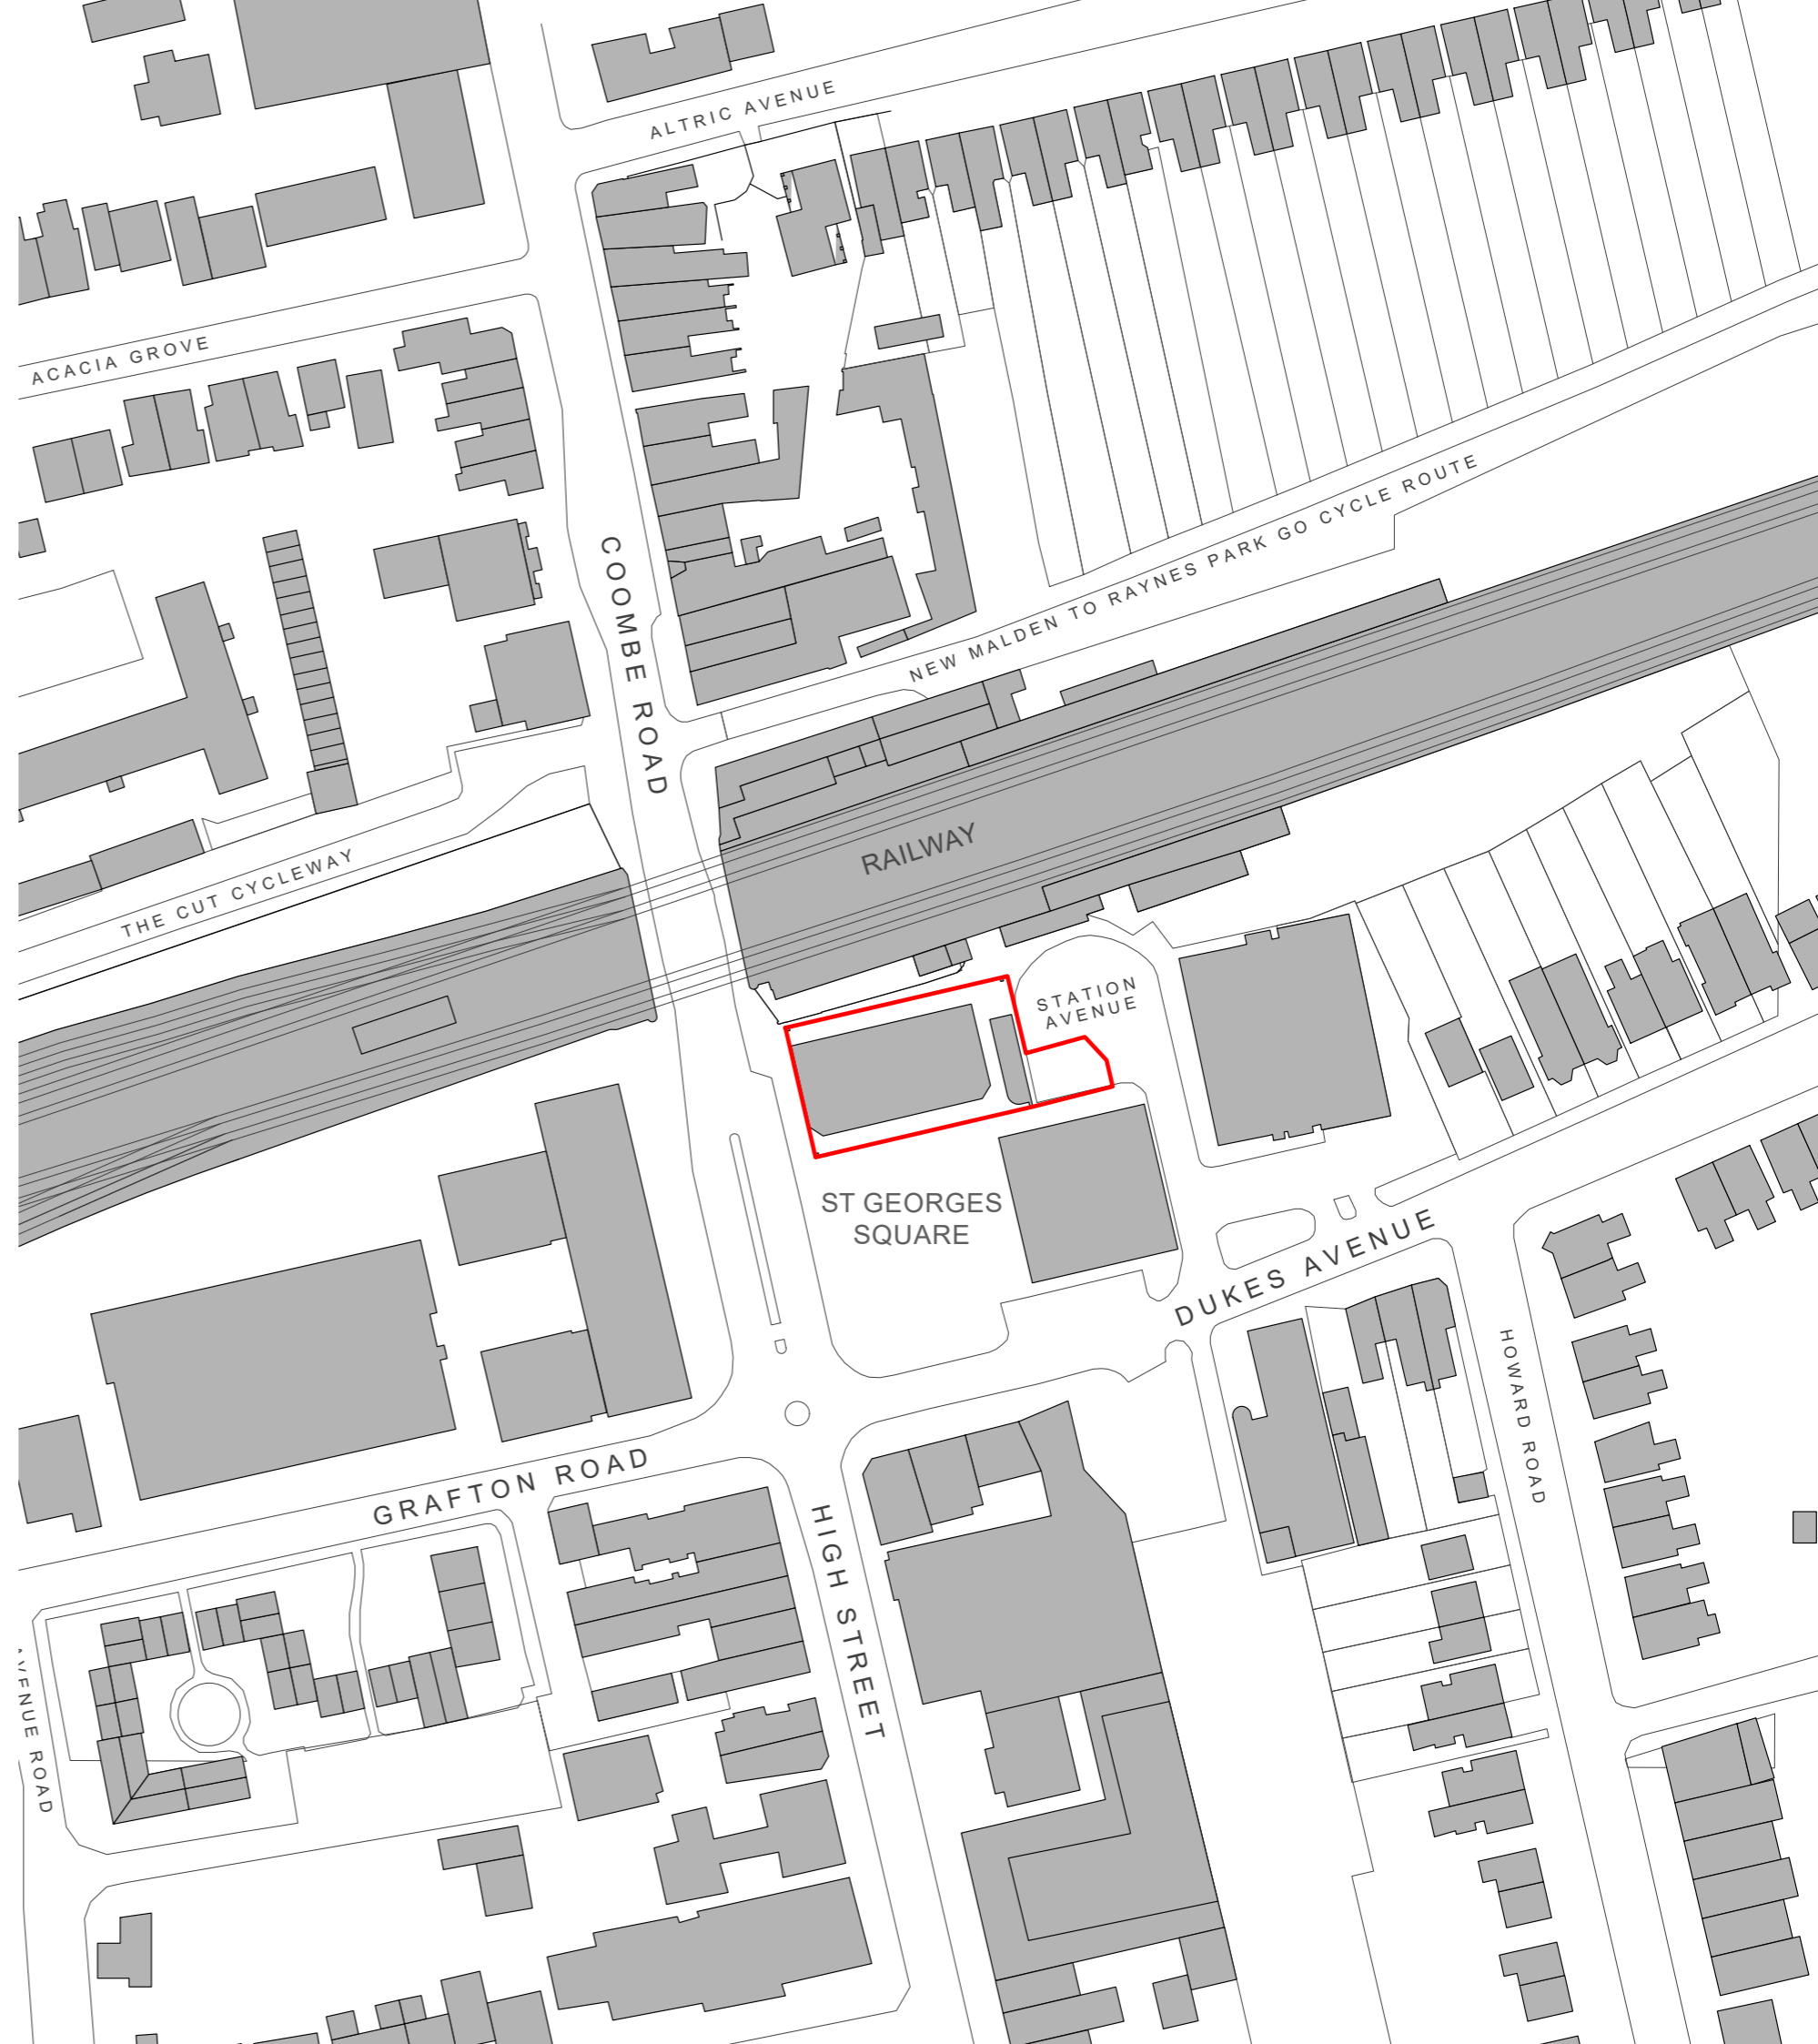 ALTRIC AVENUE
ACACIA GROVE
NEW MALDEN TO RAYNES PARK GO CYCLE ROUTE
COOMBE ROAD
RAILWAY
THE CUT CYCLEWAY
STATION
AVENUE
ST GEORGES
SQUARE
DUKES AVENUE
HOWARD ROAD
GRAFTON ROAD
HIGH STREET
AVENUE ROAD